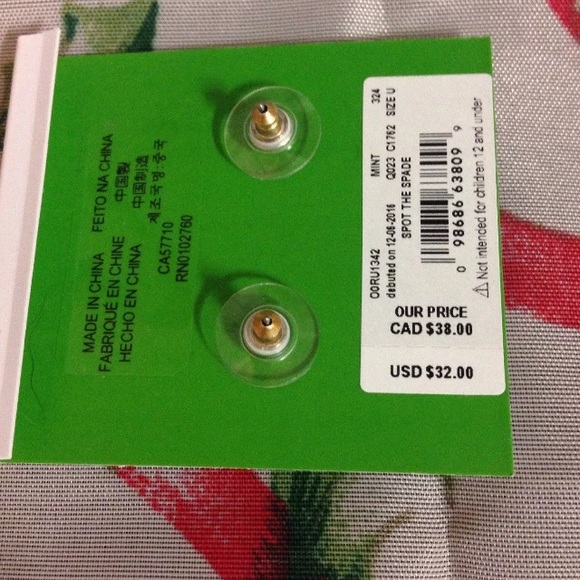 MADE IN CHINA FEITO NA CHINA
FABRIQUÉ EN CHINE 中国製
HECHO EN CHINA 中国制造
제조국명:중국
CA57710
RN0102760
O0RU1342 MINT 324
debuted on 12-06-2016 Q023 C1762 SIZE U
SPOT THE SPADE
0 98686 63809 9
⚠ Not intended for children 12 and under
OUR PRICE
CAD $38.00
USD $32.00